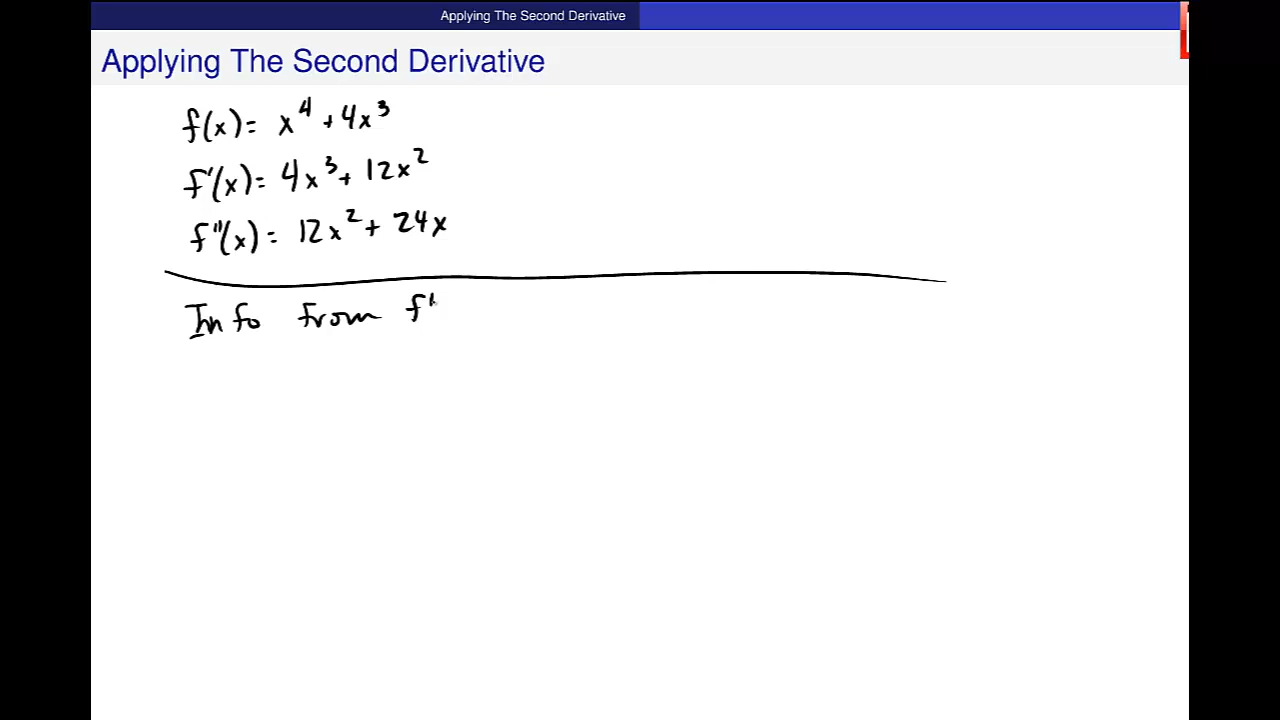 Applying The Second Derivative
Applying The Second Derivative
f(x)= x⁴ + 4x³
f'(x)= 4x³ + 12x²
f"(x)= 12x² + 24x
Info from f"